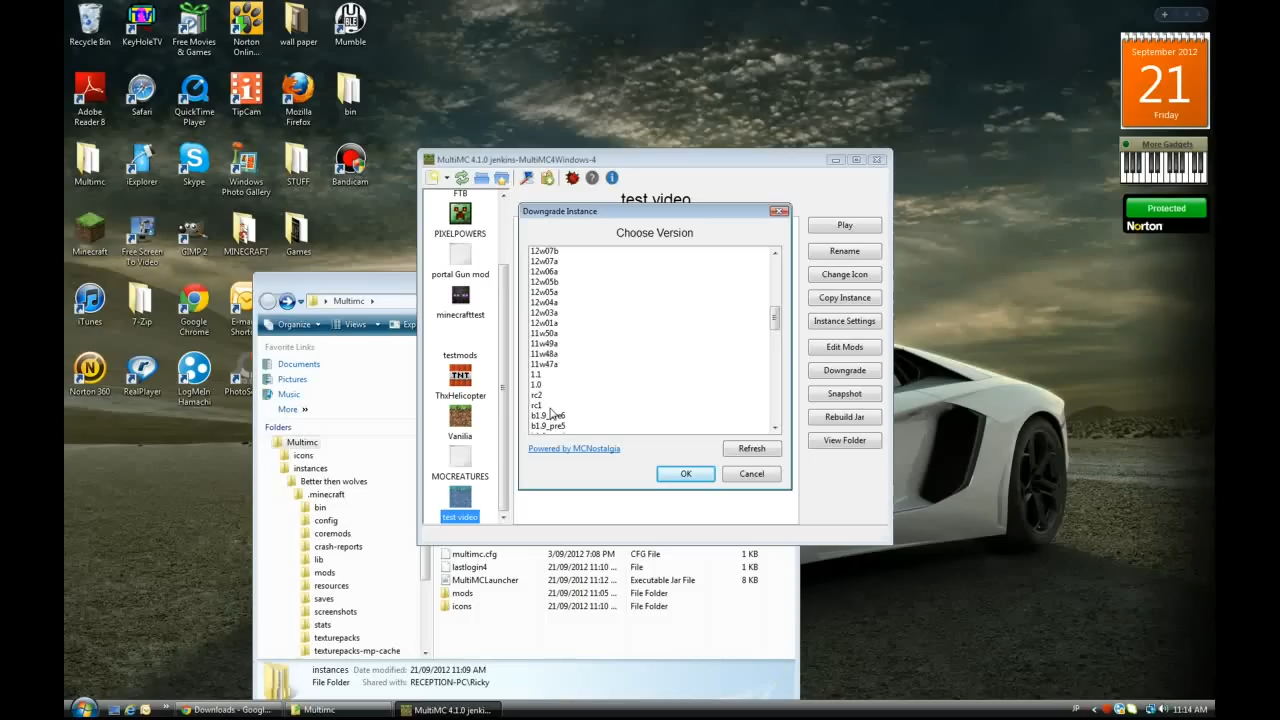 Recycle Bin
KeyHoleTV
Free Movies
& Games
Norton
Onlin...
wall paper
Mumble
Adobe
Reader 8
Safari
QuickTime
Player
TipCam
Mozilla
Firefox
bin
Multimc
iExplorer
Skype
Windows
Photo Gallery
STUFF
Bandicam
Minecraft
Free Screen
To Video
GIMP 2
MINECRAFT
Games
iTunes
7-Zip
Google
Chrome
E-ma
Shortc
Norton 360
RealPlayer
LogMeIn
Hamachi
PhotoSc
September 2012
21
Friday
More Gadgets
Protected
Norton
MultiMC 4.1.0 jenkins-MultiMC4Windows-4
test video
FTB
PIXELPOWERS
portal Gun mod
minecrafttest
testmods
ThxHelicopter
Vanilia
MOCREATURES
test video
Play
Rename
Change Icon
Copy Instance
Instance Settings
Edit Mods
Downgrade
Snapshot
Rebuild Jar
View Folder
Downgrade Instance
Choose Version
12w07b
12w07a
12w06a
12w05b
12w05a
12w04a
12w03a
12w01a
11w50a
11w49a
11w48a
11w47a
1.1
1.0
rc2
rc1
b1.9_pre6
b1.9_pre5
Powered by MCNostalgia
Refresh
OK
Cancel
Multimc
Organize
Views
Exp
Favorite Links
Documents
Pictures
Music
More »
Folders
Multimc
icons
instances
Better then wolves
.minecraft
bin
config
coremods
crash-reports
lib
mods
resources
saves
screenshots
stats
texturepacks
texturepacks-mp-cache
multimc.cfg 3/09/2012 7:08 PM CFG File 1 KB
lastlogin4 21/09/2012 11:10 ... File 1 KB
MultiMCLauncher 21/09/2012 11:12 ... Executable Jar File 8 KB
mods 21/09/2012 11:05 ... File Folder
icons 21/09/2012 11:10 ... File Folder
instances Date modified: 21/09/2012 11:09 AM
File Folder Shared with: RECEPTION-PC\Ricky
Downloads - Googl...
Multimc
MultiMC 4.1.0 jenki...
JP
11:14 AM